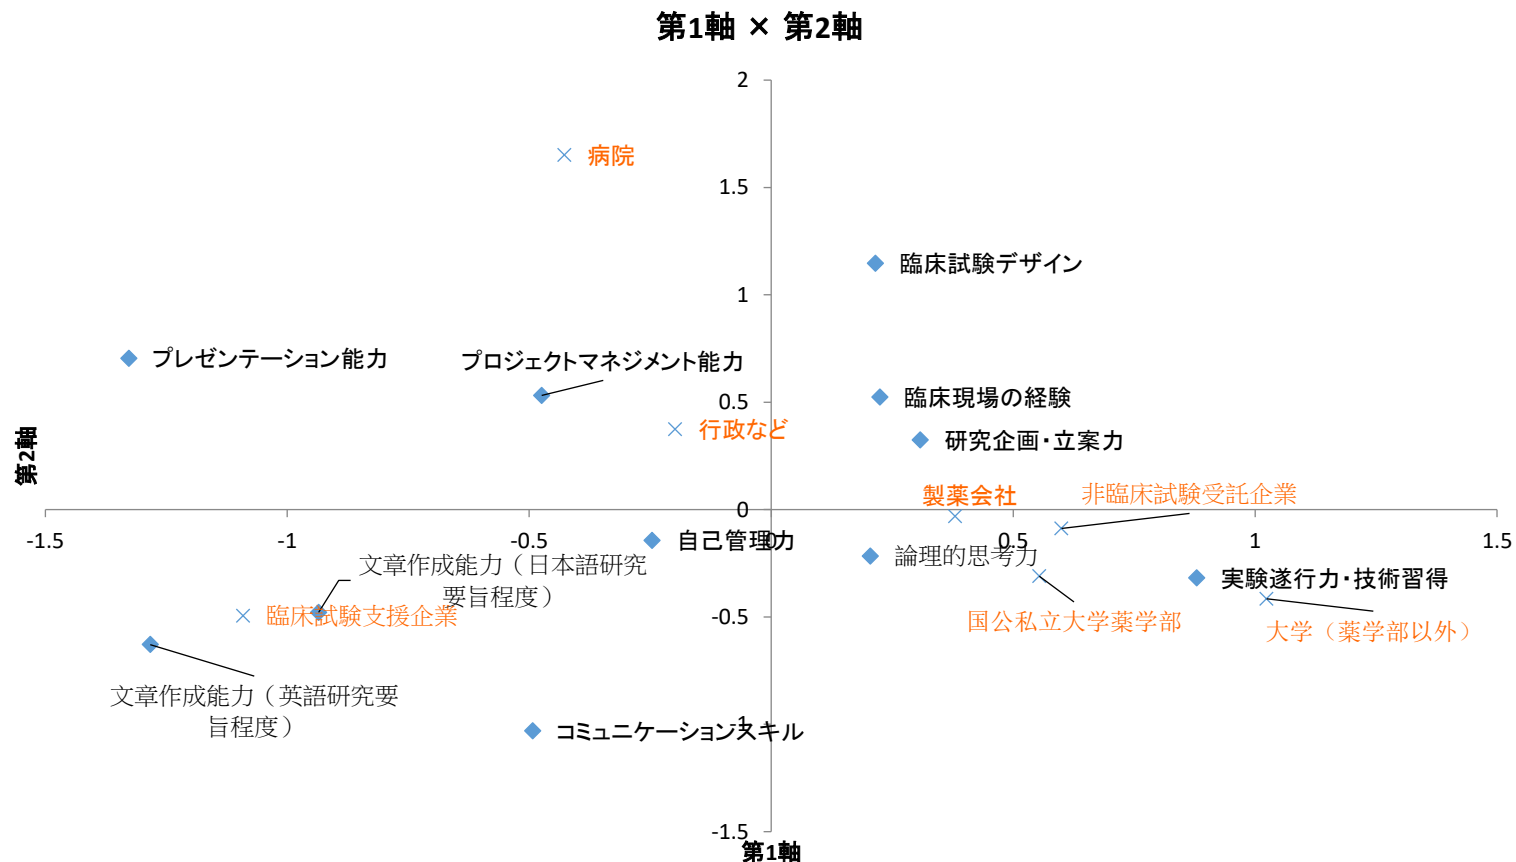 第1軸 × 第2軸
2
病院
1.5
臨床試験デザイン
1
プレゼンテーション能力
プロジェクトマネジメント能力
0.5
臨床現場の経験
行政など
研究企画・立案力
第2軸
製薬会社
非臨床試験受託企業
0
-1.5
-1
-0.5
自己管理力
0
0.5
1
1.5
論理的思考力
文章作成能力（日本語研究
要旨程度）
実験遂行力・技術習得
臨床試験支援企業
-0.5
国公私立大学薬学部
大学（薬学部以外）
文章作成能力（英語研究要
旨程度）
-1
コミュニケーションスキル
-1.5
第1軸